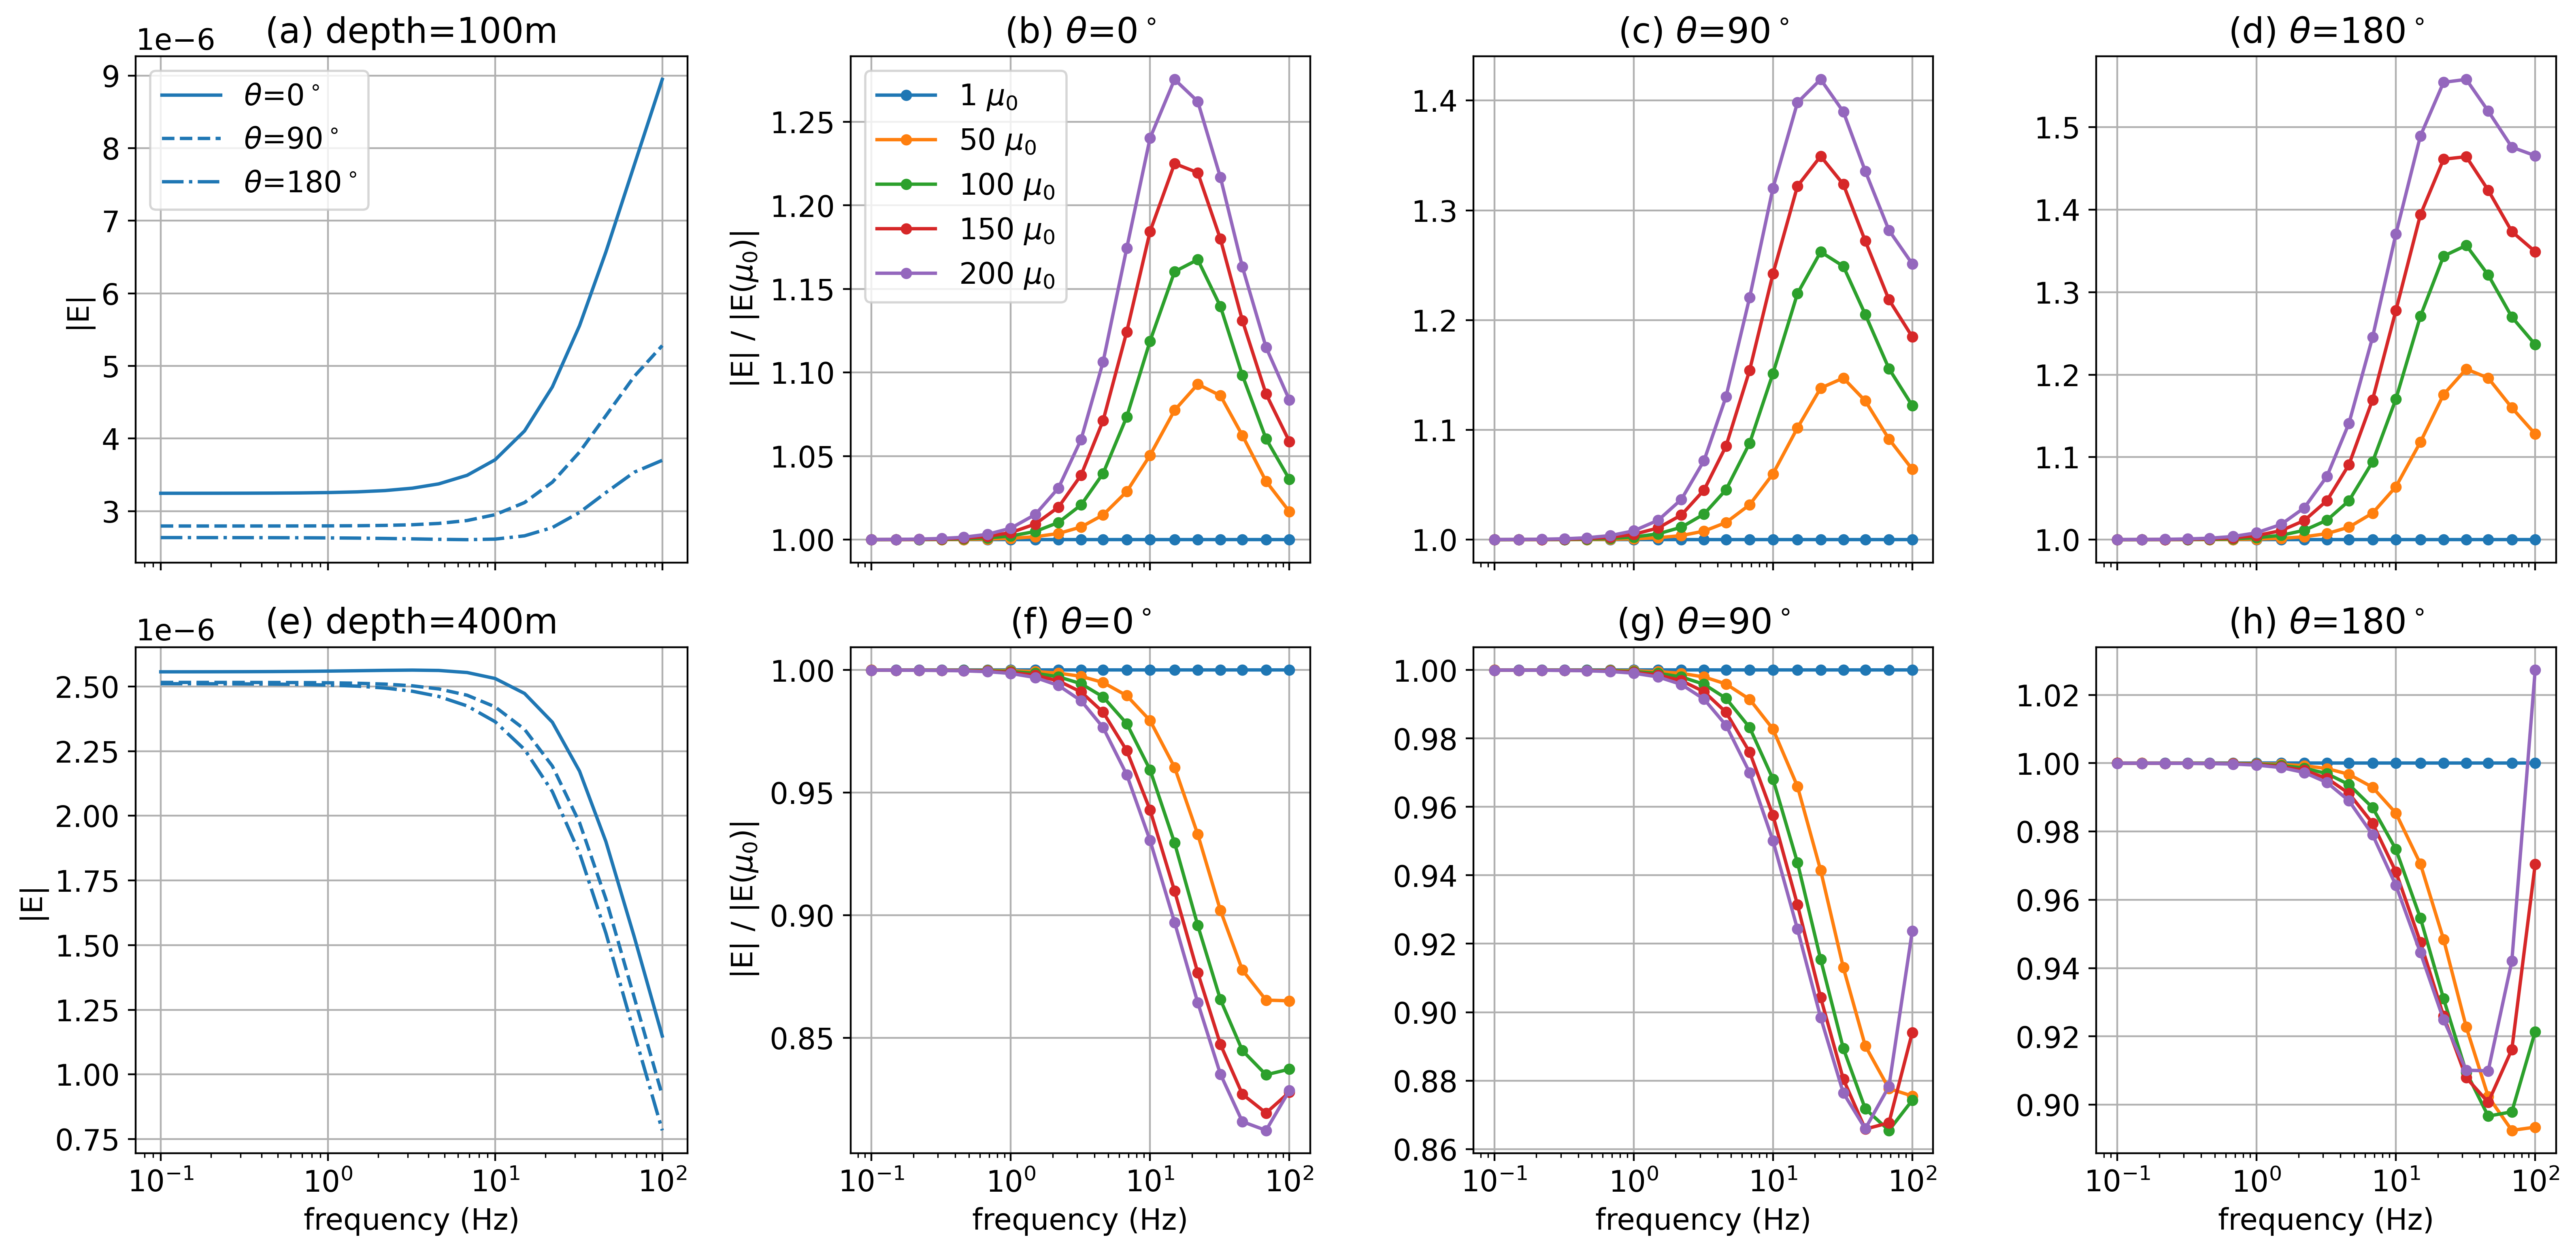 (a) depth=100m
1e−6
9
8
7
6
5
4
3
|E|
θ=0°
θ=90°
θ=180°
(b) θ=0°
1.25
1.20
1.15
1.10
1.05
1.00
|E| / |E(μ₀)|
1 μ₀
50 μ₀
100 μ₀
150 μ₀
200 μ₀
(c) θ=90°
1.4
1.3
1.2
1.1
1.0
(d) θ=180°
1.5
1.4
1.3
1.2
1.1
1.0
(e) depth=400m
1e−6
2.50
2.25
2.00
1.75
1.50
1.25
1.00
0.75
|E|
10⁻¹ 10⁰ 10¹ 10²
frequency (Hz)
(f) θ=0°
1.00
0.95
0.90
0.85
|E| / |E(μ₀)|
10⁻¹ 10⁰ 10¹ 10²
frequency (Hz)
(g) θ=90°
1.00
0.98
0.96
0.94
0.92
0.90
0.88
0.86
10⁻¹ 10⁰ 10¹ 10²
frequency (Hz)
(h) θ=180°
1.02
1.00
0.98
0.96
0.94
0.92
0.90
10⁻¹ 10⁰ 10¹ 10²
frequency (Hz)